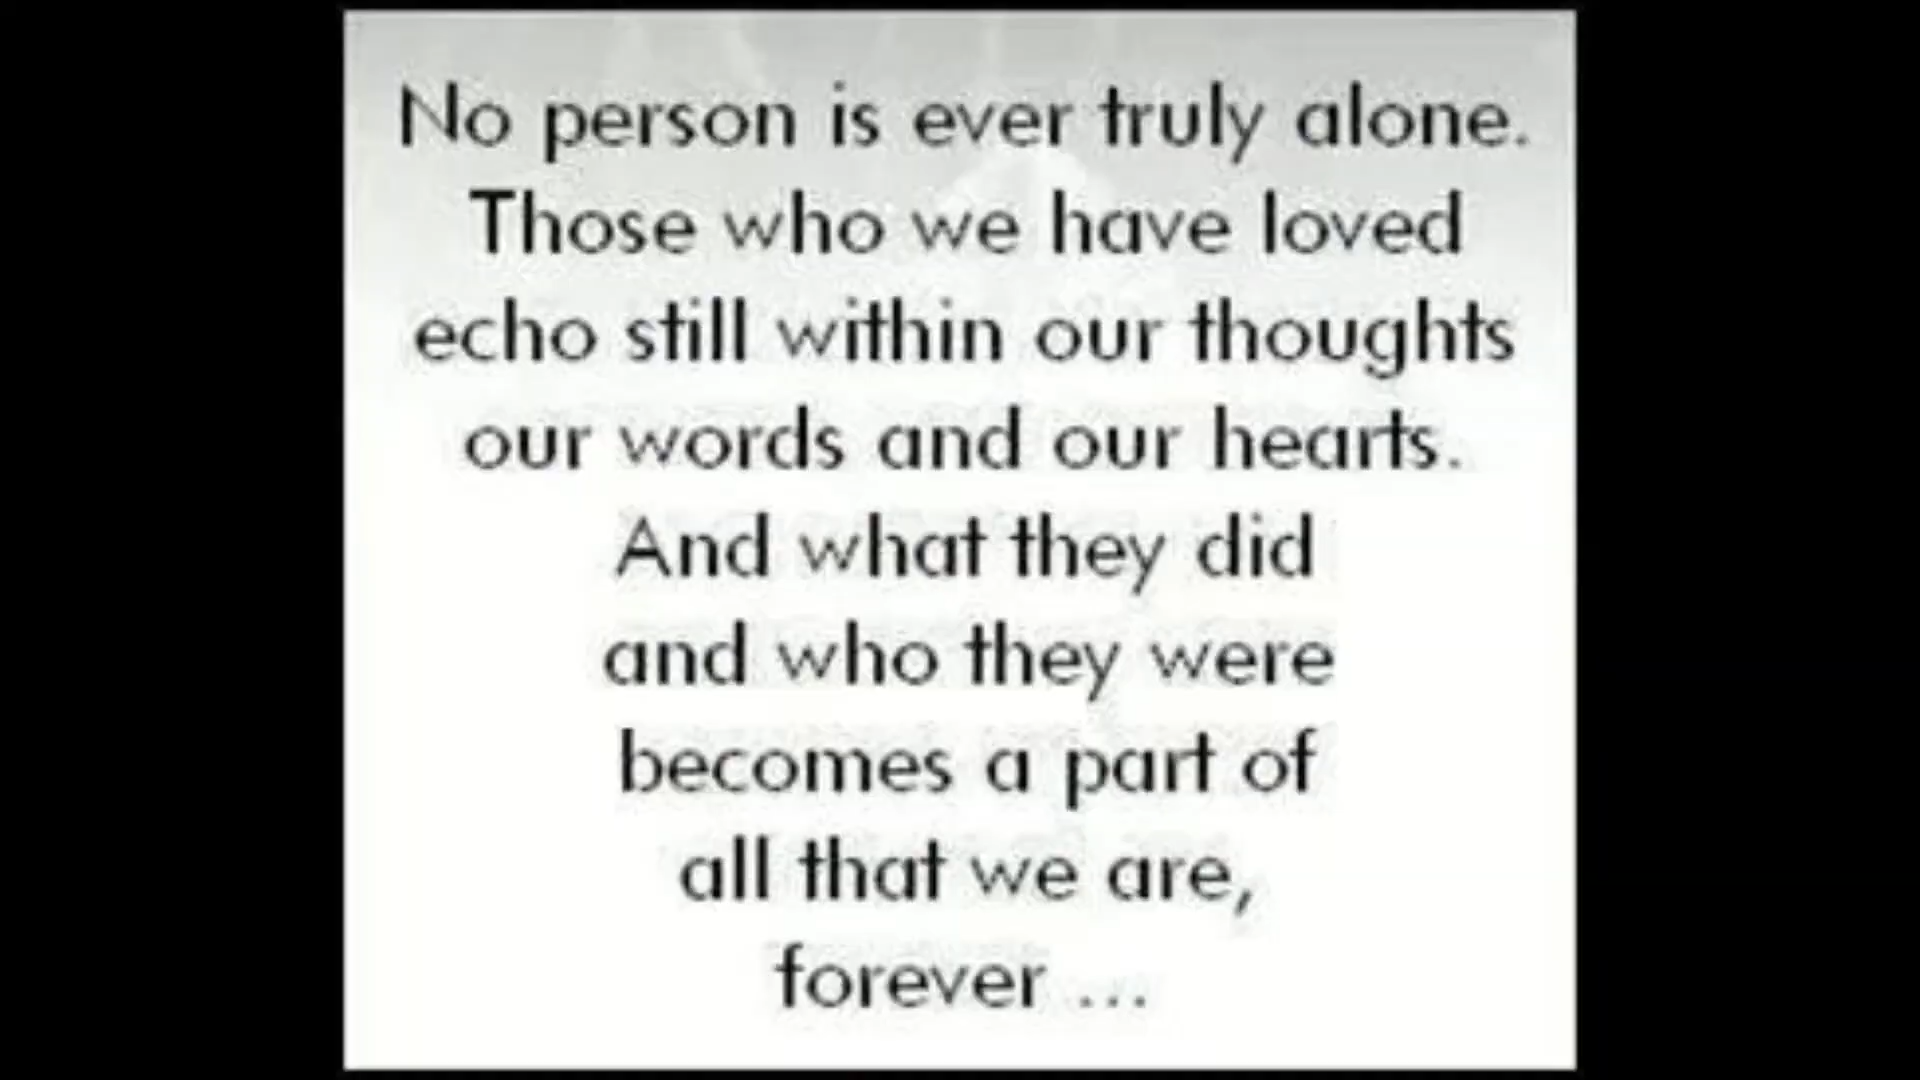 No person is ever truly alone.
Those who we have loved
echo still within our thoughts
our words and our hearts.
And what they did
and who they were
becomes a part of
all that we are,
forever ...